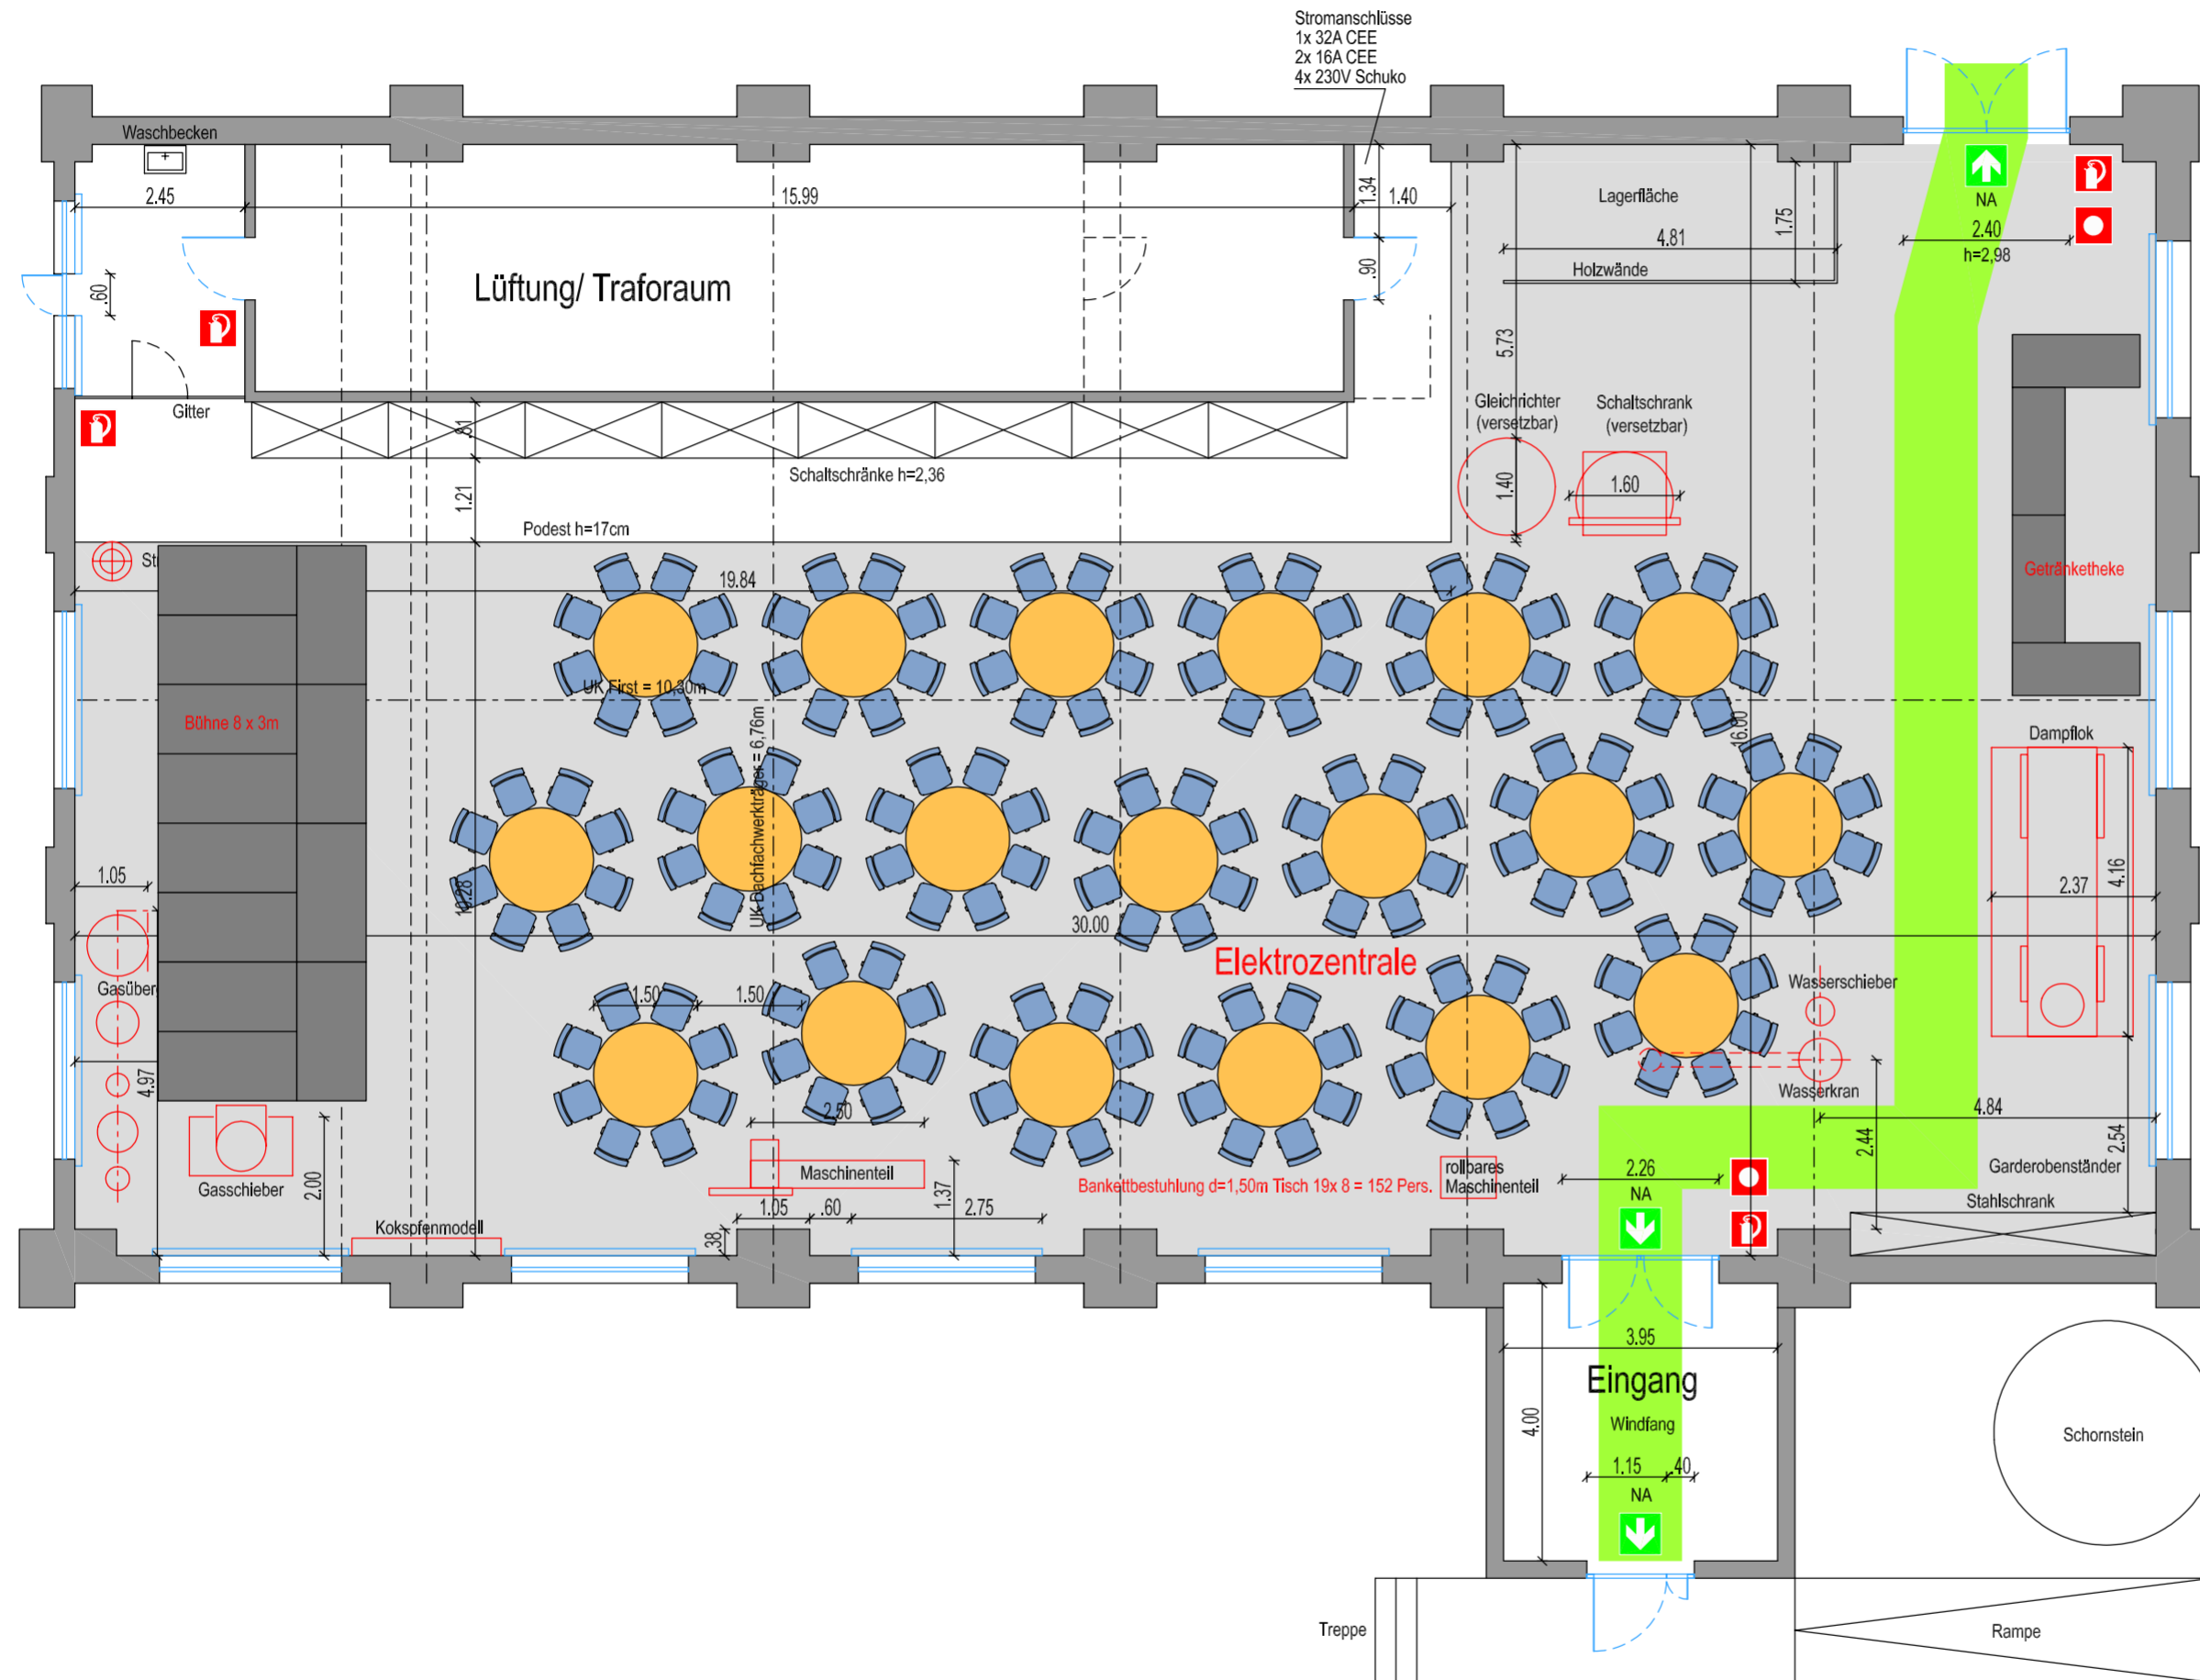 Stromanschlüsse
1x 32A CEE
2x 16A CEE
4x 230V Schuko
Waschbecken
2.45
15.99
1.34
1.40
Lagerfläche
4.81
1.75
NA
2.40
h=2,98
Holzwände
.90
.60
Lüftung/ Traforaum
5.73
Gitter
.81
Gleichrichter
(versetzbar)
Schaltschrank
(versetzbar)
Schaltschränke h=2,36
1.21
1.40
1.60
Podest h=17cm
19.84
Getränketheke
UK First = 10,30m
Bühne 8 x 3m
UK Dachfachwerkträger = 6,76m
16.00
Dampflok
4.16
2.37
1.05
10.28
30.00
Elektrozentrale
Wasserschieber
Gasüber
1.50
1.50
4.97
Wasserkran
4.84
2.50
2.44
2.54
Gasschieber
2.00
Maschinenteil
1.37
Bankettbestuhlung d=1,50m Tisch 19x 8 = 152 Pers.
rollbares
Maschinenteil
2.26
NA
Garderobenständer
Stahlschrank
1.05
.60
2.75
.38
Koksofenmodell
3.95
Eingang
4.00
Windfang
1.15
.40
NA
Schornstein
Treppe
Rampe